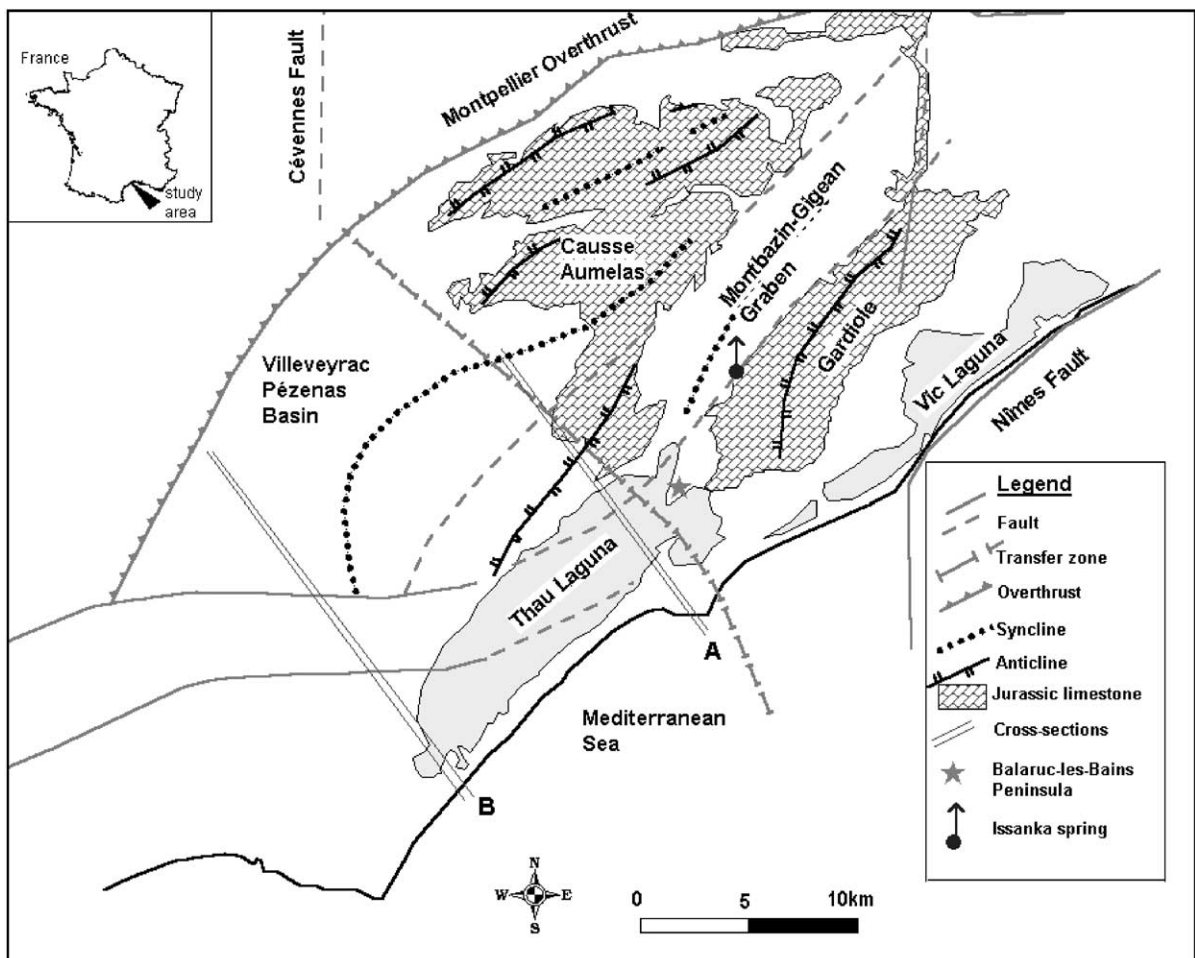 France
study
area
Cévennes Fault
Montpellier Overthrust
Causse
Aumelas
Montbazin-Gigean
Graben
Gardiole
Villeveyrac
Pézenas
Basin
Vic Laguna
Nîmes Fault
Thau Laguna
A
Mediterranean
Sea
B
Legend
Fault
Transfer zone
Overthrust
Syncline
Anticline
Jurassic limestone
Cross-sections
Balaruc-les-Bains
Peninsula
Issanka spring
N
W E
S
0 5 10km